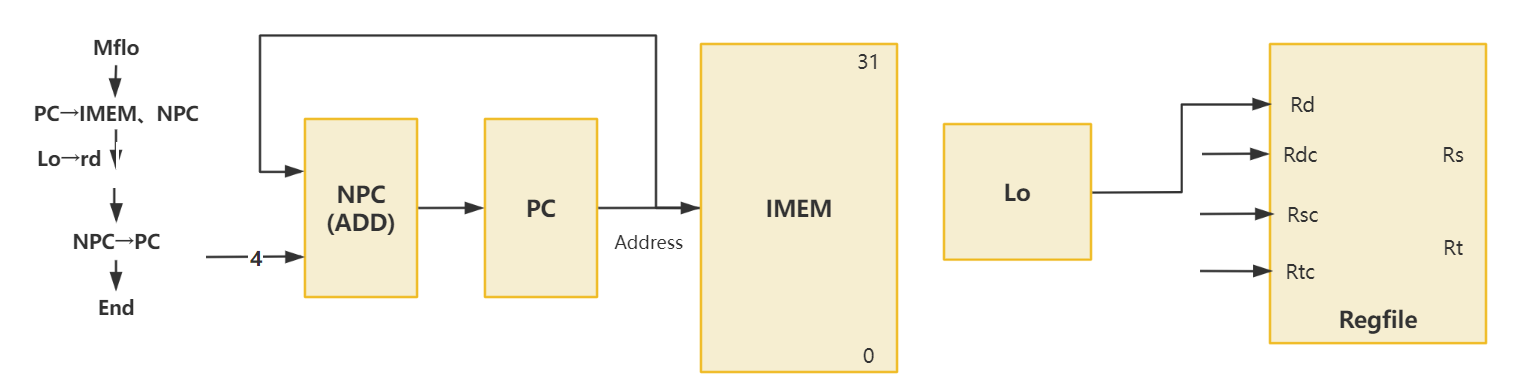 Mflo
PC→IMEM、NPC
Lo→rd
NPC→PC
End
4
NPC
(ADD)
PC
Address
31
IMEM
0
Lo
Rd
Rdc
Rs
Rsc
Rt
Rtc
Regfile